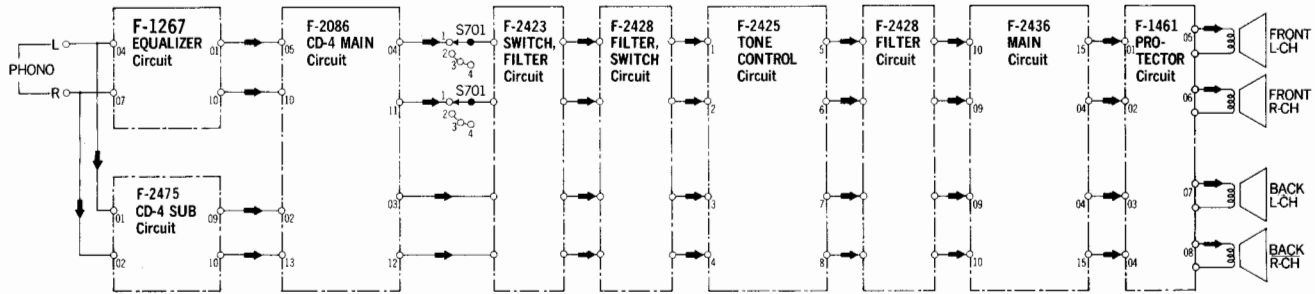 PHONO
L
R
F-1267
EQUALIZER
Circuit
04
07
01
10
F-2475
CD-4 SUB
Circuit
01
02
09
10
F-2086
CD-4 MAIN
Circuit
05
10
02
13
04
11
03
12
S701
1
2
3
4
S701
1
2
3
4
F-2423
SWITCH,
FILTER
Circuit
F-2428
FILTER,
SWITCH
Circuit
F-2425
TONE
CONTROL
Circuit
1
2
3
4
5
6
7
8
F-2428
FILTER
Circuit
F-2436
MAIN
Circuit
10
09
09
10
15
04
04
15
F-1461
PRO-
TECTOR
Circuit
01
02
03
04
05
06
07
08
FRONT
L-CH
FRONT
R-CH
BACK
L-CH
BACK
R-CH